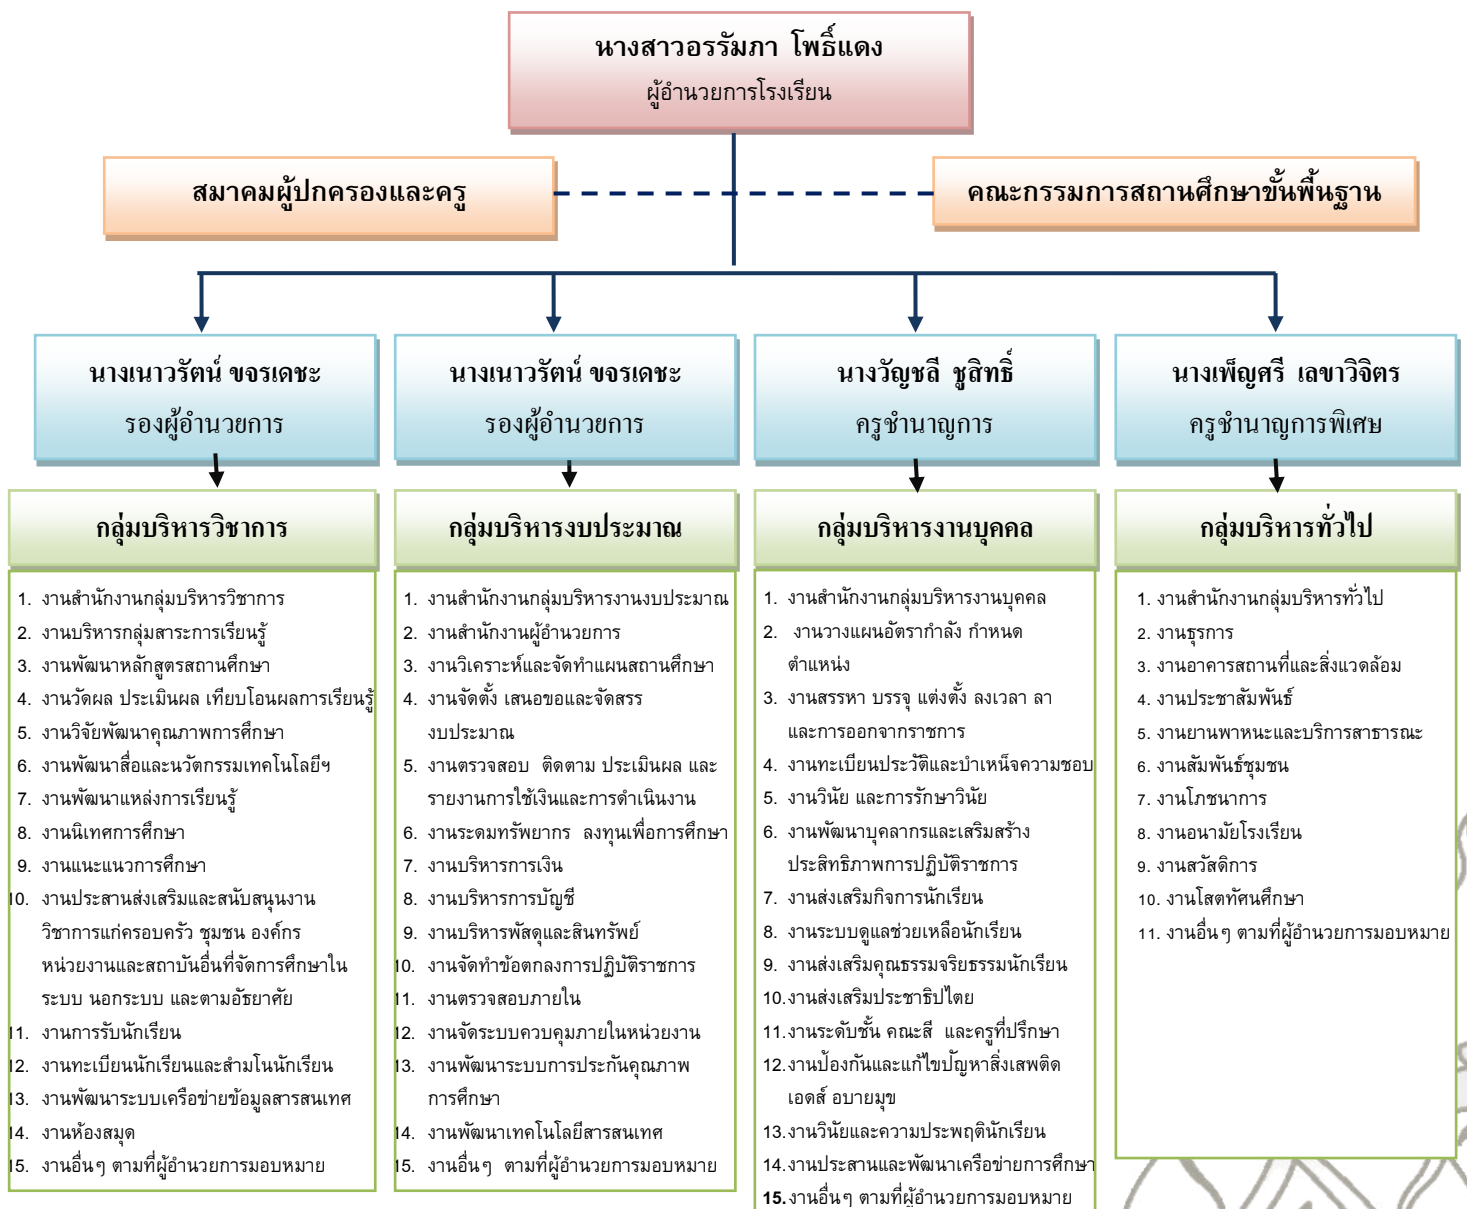 นางสาวอรรัมภา โพธิ์แดง
ผู้อำนวยการโรงเรียน
สมาคมผู้ปกครองและครู
คณะกรรมการสถานศึกษาขั้นพื้นฐาน
นางเนาวรัตน์ ขจรเดชะ
รองผู้อำนวยการ
นางเนาวรัตน์ ขจรเดชะ
รองผู้อำนวยการ
นางวัญชลี ชูสิทธิ์
ครูชำนาญการ
นางเพ็ญศรี เลขาวิจิตร
ครูชำนาญการพิเศษ
กลุ่มบริหารวิชาการ
1. งานสำนักงานกลุ่มบริหารวิชาการ
2. งานบริหารกลุ่มสาระการเรียนรู้
3. งานพัฒนาหลักสูตรสถานศึกษา
4. งานวัดผล ประเมินผล เทียบโอนผลการเรียนรู้
5. งานวิจัยพัฒนาคุณภาพการศึกษา
6. งานพัฒนาสื่อและนวัตกรรมเทคโนโลยีฯ
7. งานพัฒนาแหล่งการเรียนรู้
8. งานนิเทศการศึกษา
9. งานแนะแนวการศึกษา
10. งานประสานส่งเสริมและสนับสนุนงาน
วิชาการแก่ครอบครัว ชุมชน องค์กร
หน่วยงานและสถาบันอื่นที่จัดการศึกษาใน
ระบบ นอกระบบ และตามอัธยาศัย
11. งานการรับนักเรียน
12. งานทะเบียนนักเรียนและสำมโนนักเรียน
13. งานพัฒนาระบบเครือข่ายข้อมูลสารสนเทศ
14. งานห้องสมุด
15. งานอื่นๆ ตามที่ผู้อำนวยการมอบหมาย
กลุ่มบริหารงบประมาณ
1. งานสำนักงานกลุ่มบริหารงานงบประมาณ
2. งานสำนักงานผู้อำนวยการ
3. งานวิเคราะห์และจัดทำแผนสถานศึกษา
4. งานจัดตั้ง เสนอขอและจัดสรร
งบประมาณ
5. งานตรวจสอบ ติดตาม ประเมินผล และ
รายงานการใช้เงินและการดำเนินงาน
6. งานระดมทรัพยากร ลงทุนเพื่อการศึกษา
7. งานบริหารการเงิน
8. งานบริหารการบัญชี
9. งานบริหารพัสดุและสินทรัพย์
10. งานจัดทำข้อตกลงการปฏิบัติราชการ
11. งานตรวจสอบภายใน
12. งานจัดระบบควบคุมภายในหน่วยงาน
13. งานพัฒนาระบบการประกันคุณภาพ
การศึกษา
14. งานพัฒนาเทคโนโลยีสารสนเทศ
15. งานอื่นๆ ตามที่ผู้อำนวยการมอบหมาย
กลุ่มบริหารงานบุคคล
1. งานสำนักงานกลุ่มบริหารงานบุคคล
2. งานวางแผนอัตรากำลัง กำหนด
ตำแหน่ง
3. งานสรรหา บรรจุ แต่งตั้ง ลงเวลา ลา
และการออกจากราชการ
4. งานทะเบียนประวัติและบำเหน็จความชอบ
5. งานวินัย และการรักษาวินัย
6. งานพัฒนาบุคลากรและเสริมสร้าง
ประสิทธิภาพการปฏิบัติราชการ
7. งานส่งเสริมกิจการนักเรียน
8. งานระบบดูแลช่วยเหลือนักเรียน
9. งานส่งเสริมคุณธรรมจริยธรรมนักเรียน
10.งานส่งเสริมประชาธิปไตย
11.งานระดับชั้น คณะสี และครูที่ปรึกษา
12.งานป้องกันและแก้ไขปัญหาสิ่งเสพติด
เอดส์ อบายมุข
13.งานวินัยและความประพฤตินักเรียน
14.งานประสานและพัฒนาเครือข่ายการศึกษา
15.งานอื่นๆ ตามที่ผู้อำนวยการมอบหมาย
กลุ่มบริหารทั่วไป
1. งานสำนักงานกลุ่มบริหารทั่วไป
2. งานธุรการ
3. งานอาคารสถานที่และสิ่งแวดล้อม
4. งานประชาสัมพันธ์
5. งานยานพาหนะและบริการสาธารณะ
6. งานสัมพันธ์ชุมชน
7. งานโภชนาการ
8. งานอนามัยโรงเรียน
9. งานสวัสดิการ
10. งานโสตทัศนศึกษา
11. งานอื่นๆ ตามที่ผู้อำนวยการมอบหมาย